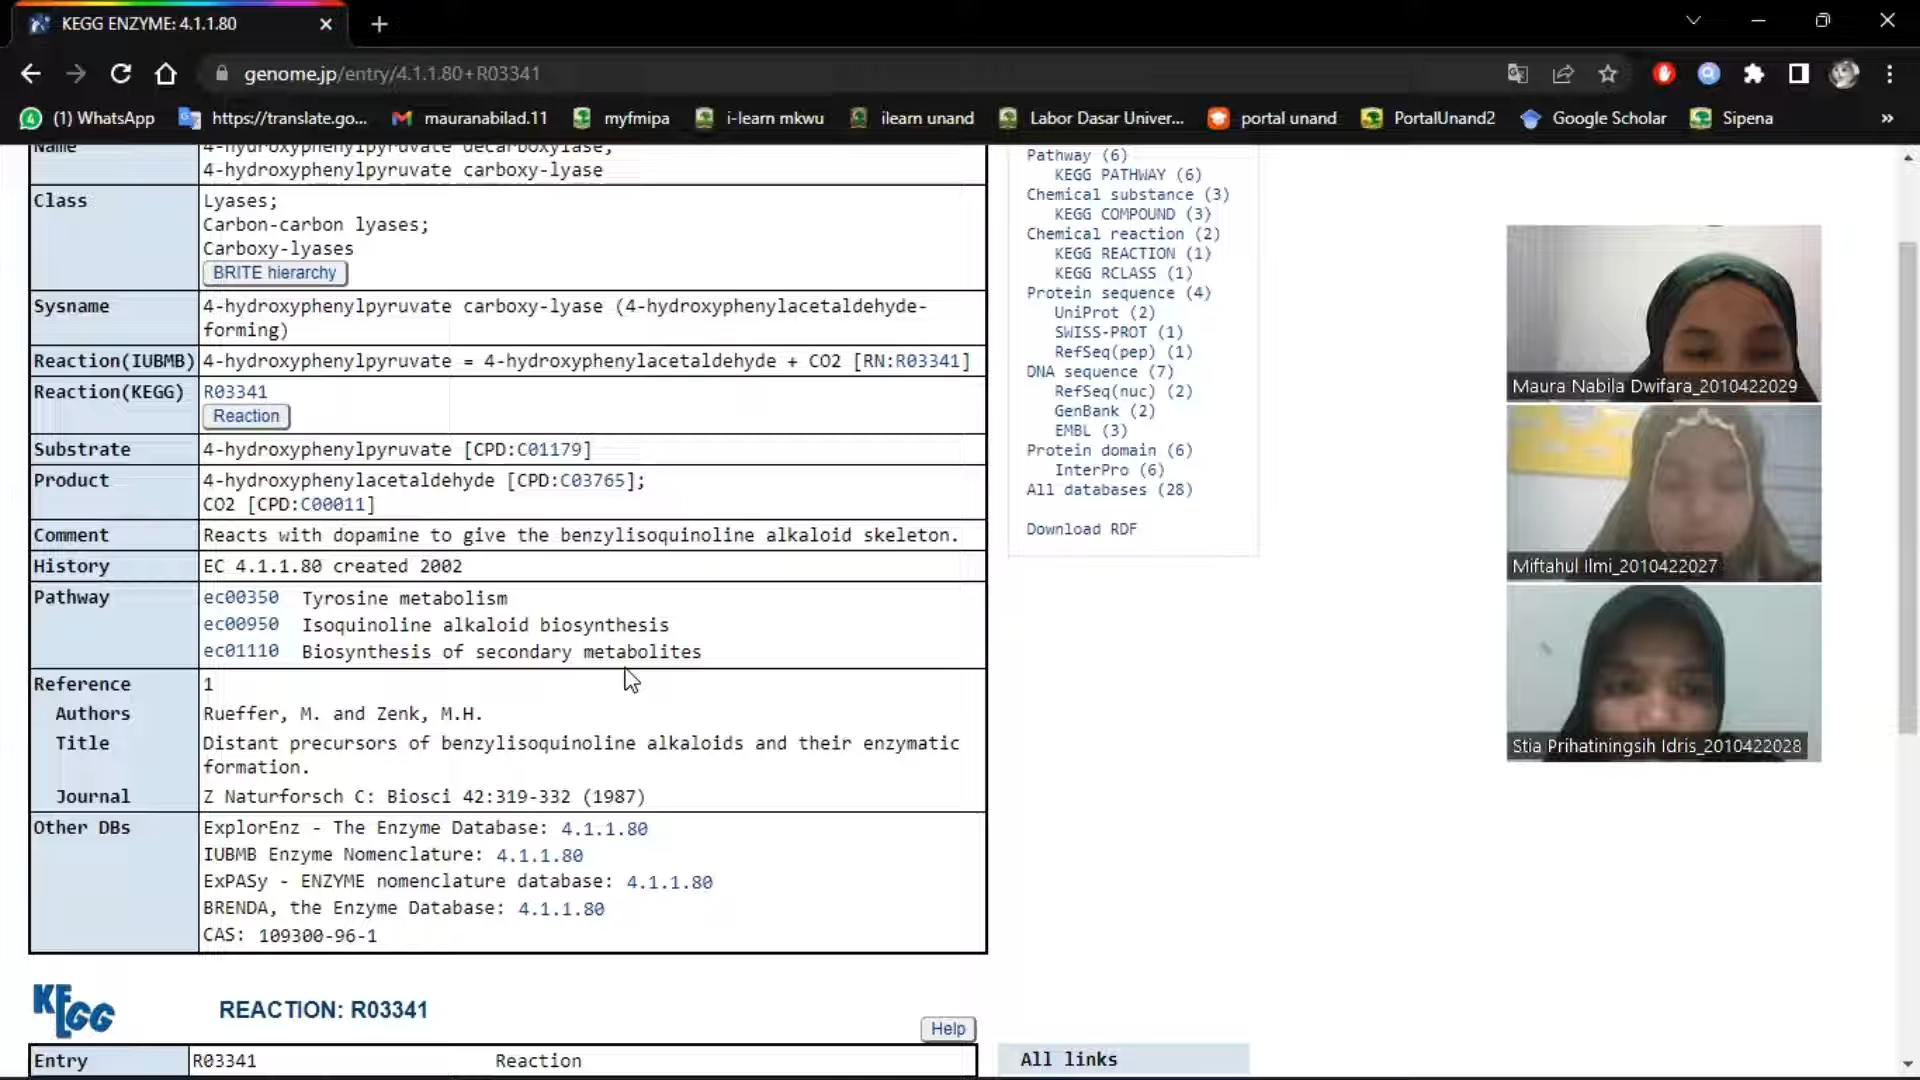 KEGG ENZYME: 4.1.1.80
genome.jp/entry/4.1.1.80+R03341
(1) WhatsApp https://translate.go... mauranabilad.11 myfmipa i-learn mkwu ilearn unand Labor Dasar Univer... portal unand PortalUnand2 Google Scholar Sipena »
Name 4-hydroxyphenylpyruvate decarboxylase;
4-hydroxyphenylpyruvate carboxy-lyase
Class Lyases;
Carbon-carbon lyases;
Carboxy-lyases
BRITE hierarchy
Sysname 4-hydroxyphenylpyruvate carboxy-lyase (4-hydroxyphenylacetaldehyde-
forming)
Reaction(IUBMB) 4-hydroxyphenylpyruvate = 4-hydroxyphenylacetaldehyde + CO2 [RN:R03341]
Reaction(KEGG) R03341
Reaction
Substrate 4-hydroxyphenylpyruvate [CPD:C01179]
Product 4-hydroxyphenylacetaldehyde [CPD:C03765];
CO2 [CPD:C00011]
Comment Reacts with dopamine to give the benzylisoquinoline alkaloid skeleton.
History EC 4.1.1.80 created 2002
Pathway ec00350 Tyrosine metabolism
ec00950 Isoquinoline alkaloid biosynthesis
ec01110 Biosynthesis of secondary metabolites
Reference 1
Authors Rueffer, M. and Zenk, M.H.
Title Distant precursors of benzylisoquinoline alkaloids and their enzymatic
formation.
Journal Z Naturforsch C: Biosci 42:319-332 (1987)
Other DBs ExplorEnz - The Enzyme Database: 4.1.1.80
IUBMB Enzyme Nomenclature: 4.1.1.80
ExPASy - ENZYME nomenclature database: 4.1.1.80
BRENDA, the Enzyme Database: 4.1.1.80
CAS: 109300-96-1
KEGG REACTION: R03341
Help
Entry R03341 Reaction
Pathway (6)
KEGG PATHWAY (6)
Chemical substance (3)
KEGG COMPOUND (3)
Chemical reaction (2)
KEGG REACTION (1)
KEGG RCLASS (1)
Protein sequence (4)
UniProt (2)
SWISS-PROT (1)
RefSeq(pep) (1)
DNA sequence (7)
RefSeq(nuc) (2)
GenBank (2)
EMBL (3)
Protein domain (6)
InterPro (6)
All databases (28)
Download RDF
All links
Maura Nabila Dwifara_2010422029
Miftahul Ilmi_2010422027
Stia Prihatiningsih Idris_2010422028